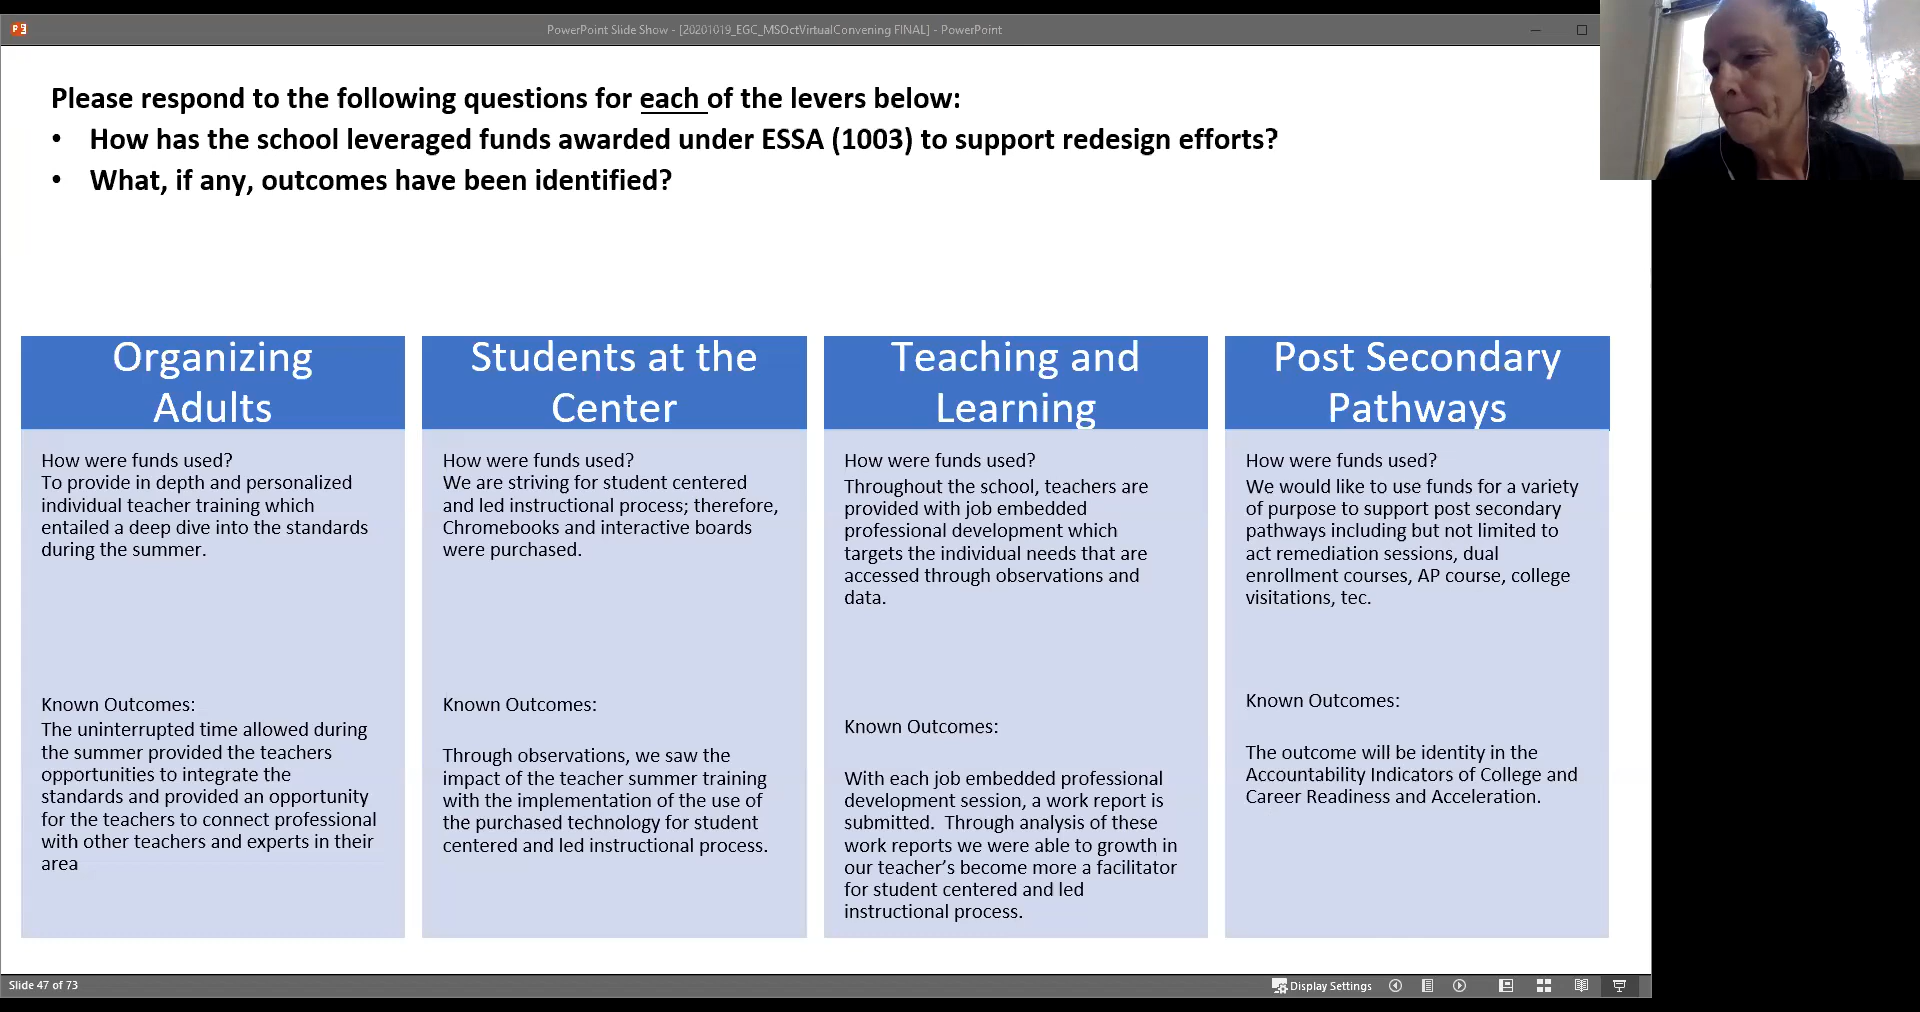 PowerPoint Slide Show - [20201019_EGC_MSOctVirtualConvening FINAL] - PowerPoint
Please respond to the following questions for each of the levers below:
• How has the school leveraged funds awarded under ESSA (1003) to support redesign efforts?
• What, if any, outcomes have been identified?
Organizing
Adults
How were funds used?
To provide in depth and personalized
individual teacher training which
entailed a deep dive into the standards
during the summer.
Known Outcomes:
The uninterrupted time allowed during
the summer provided the teachers
opportunities to integrate the
standards and provided an opportunity
for the teachers to connect professional
with other teachers and experts in their
area
Students at the
Center
How were funds used?
We are striving for student centered
and led instructional process; therefore,
Chromebooks and interactive boards
were purchased.
Known Outcomes:
Through observations, we saw the
impact of the teacher summer training
with the implementation of the use of
the purchased technology for student
centered and led instructional process.
Teaching and
Learning
How were funds used?
Throughout the school, teachers are
provided with job embedded
professional development which
targets the individual needs that are
accessed through observations and
data.
Known Outcomes:
With each job embedded professional
development session, a work report is
submitted.  Through analysis of these
work reports we were able to growth in
our teacher’s become more a facilitator
for student centered and led
instructional process.
Post Secondary
Pathways
How were funds used?
We would like to use funds for a variety
of purpose to support post secondary
pathways including but not limited to
act remediation sessions, dual
enrollment courses, AP course, college
visitations, tec.
Known Outcomes:
The outcome will be identity in the
Accountability Indicators of College and
Career Readiness and Acceleration.
Slide 47 of 73
Display Settings